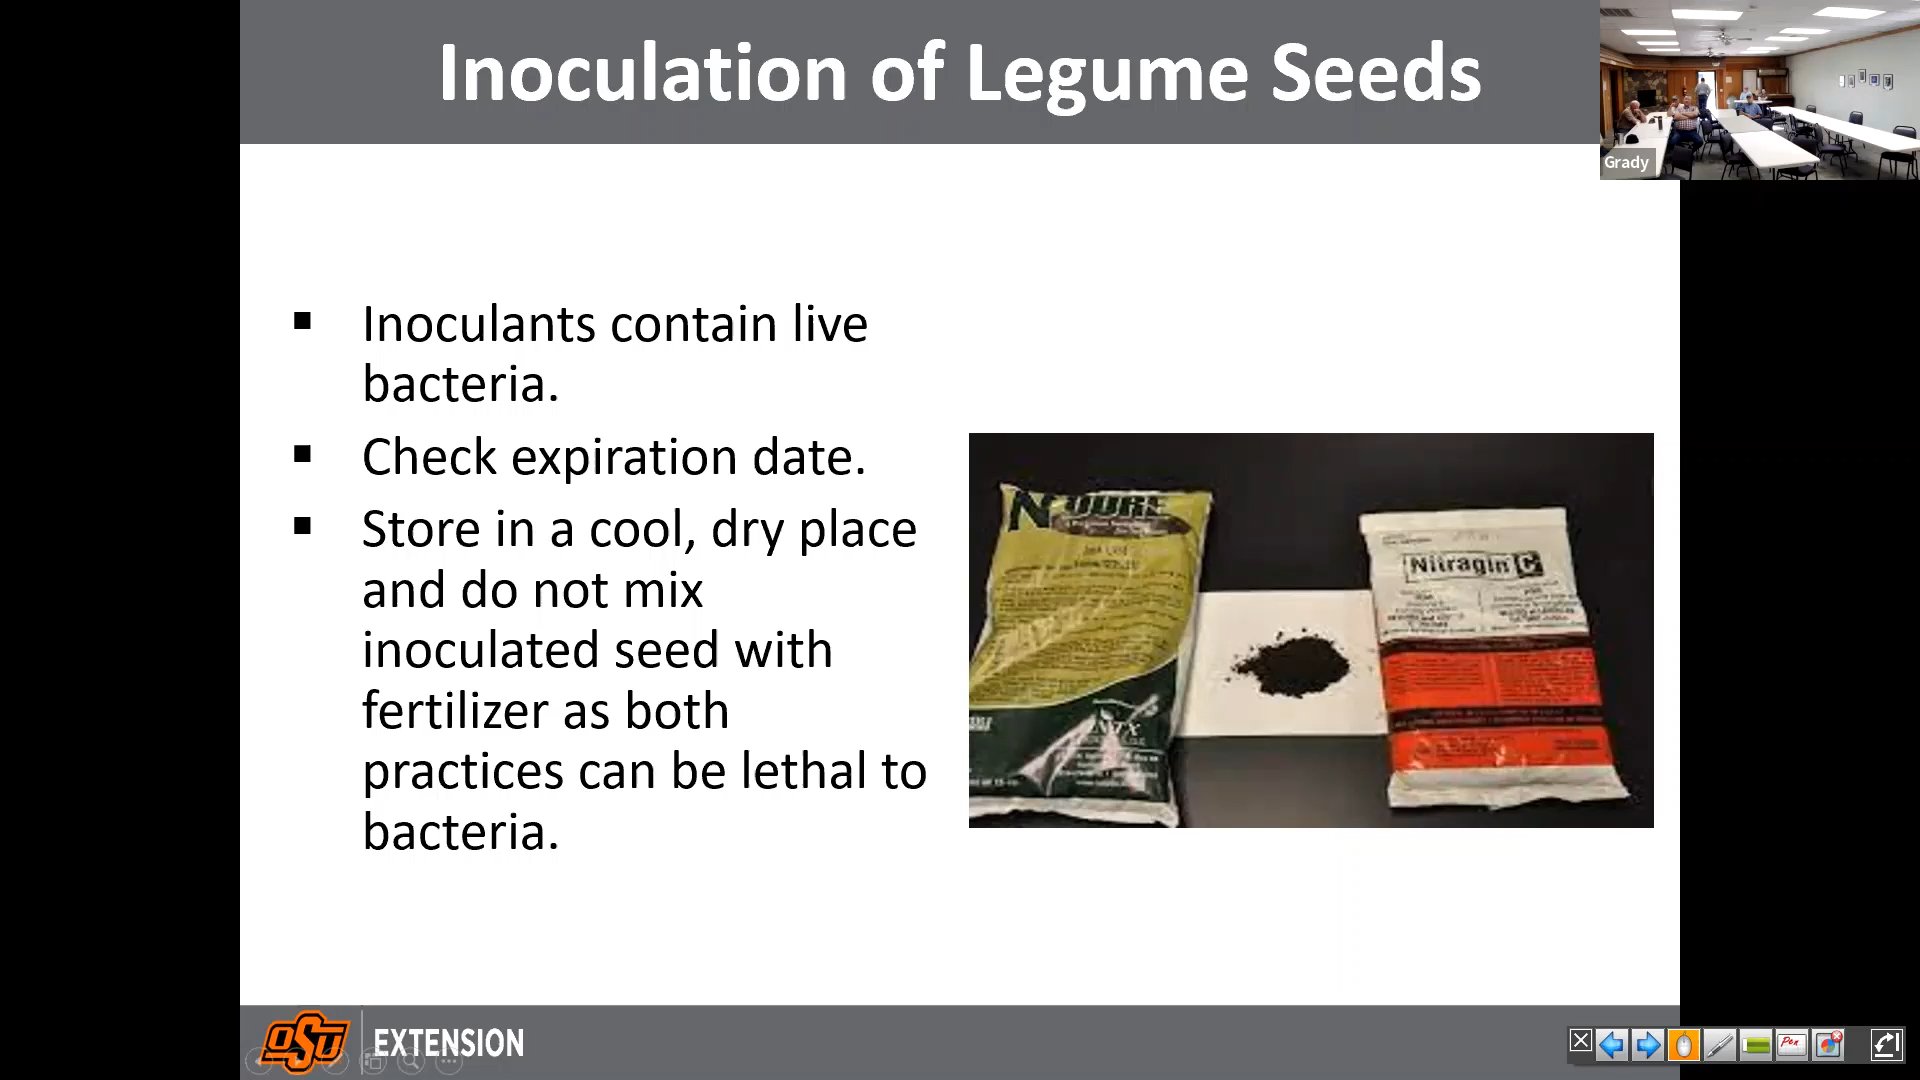 Inoculation of Legume Seeds
Grady
▪ Inoculants contain live
bacteria.
▪ Check expiration date.
▪ Store in a cool, dry place
and do not mix
inoculated seed with
fertilizer as both
practices can be lethal to
bacteria.
Nitragin C
OSU
EXTENSION
Pen